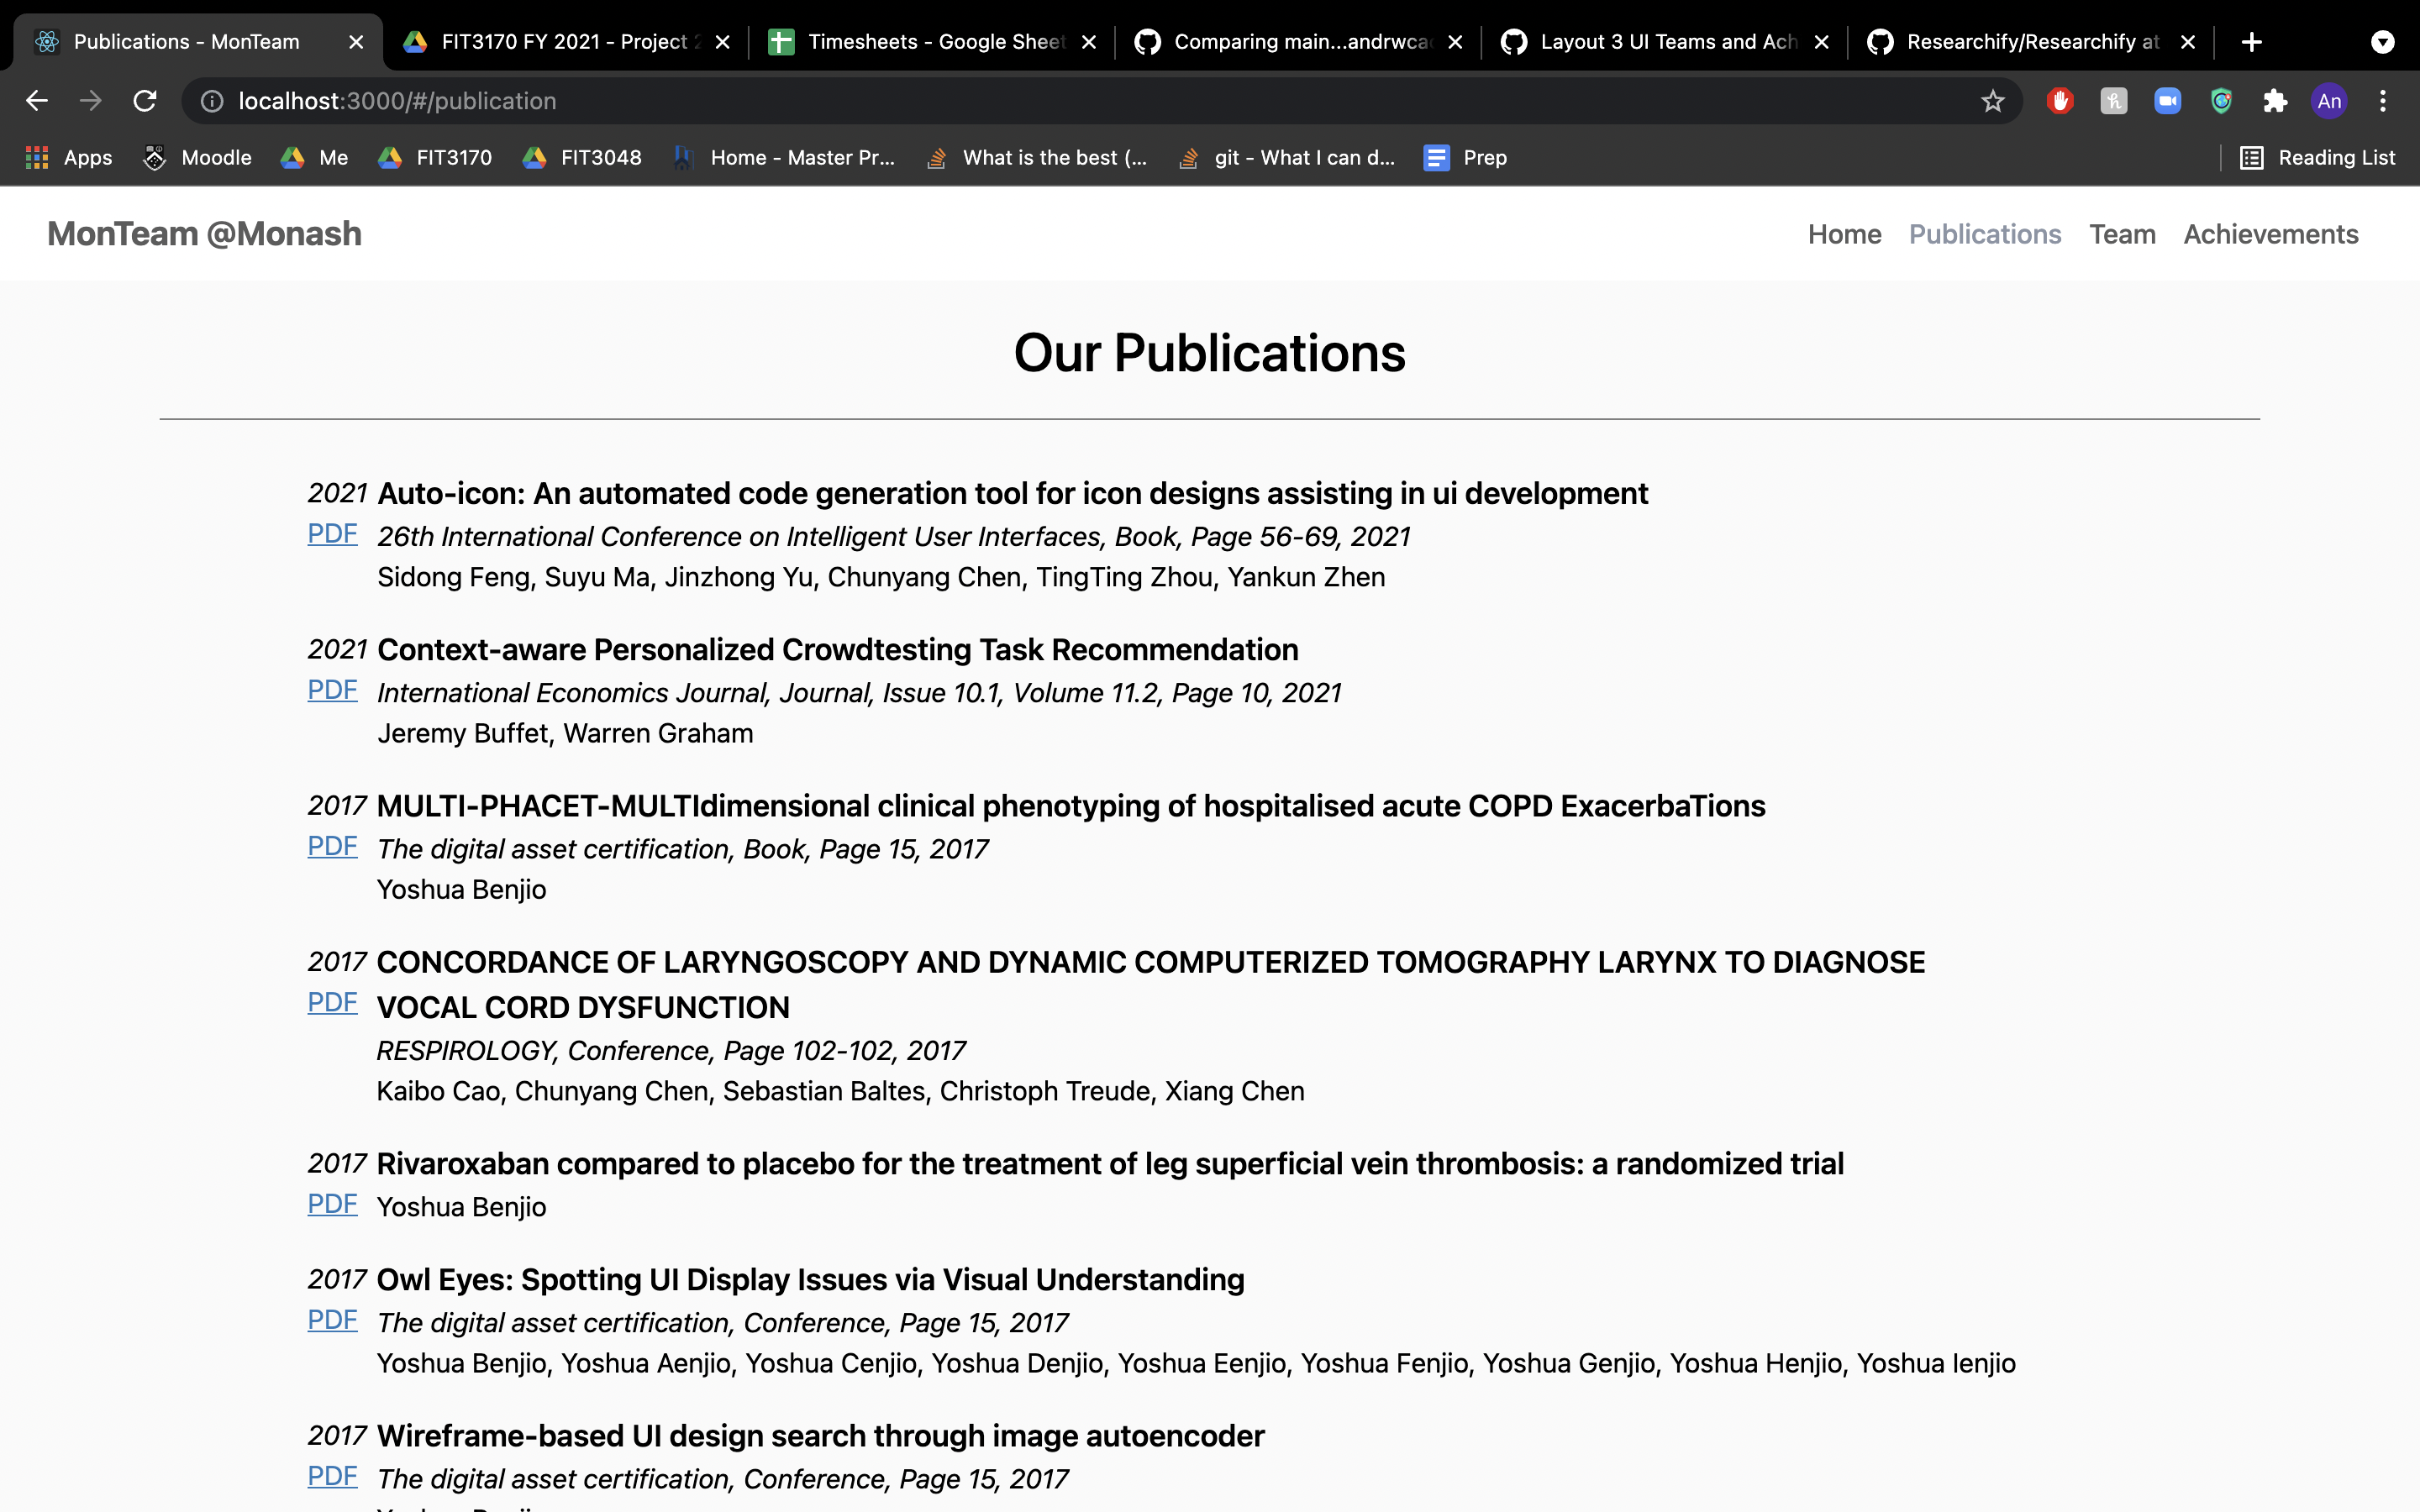 Publications - MonTeam
FIT3170 FY 2021 - Project
Timesheets - Google Sheet
Comparing main...andrwca
Layout 3 UI Teams and Ach
Researchify/Researchify at
localhost:3000/#/publication
An
Apps
Moodle
Me
FIT3170
FIT3048
Home - Master Pr...
What is the best (...
git - What I can d...
Prep
Reading List
MonTeam @Monash
Home Publications Team Achievements
Our Publications
2021 Auto-icon: An automated code generation tool for icon designs assisting in ui development
PDF 26th International Conference on Intelligent User Interfaces, Book, Page 56-69, 2021
Sidong Feng, Suyu Ma, Jinzhong Yu, Chunyang Chen, TingTing Zhou, Yankun Zhen
2021 Context-aware Personalized Crowdtesting Task Recommendation
PDF International Economics Journal, Journal, Issue 10.1, Volume 11.2, Page 10, 2021
Jeremy Buffet, Warren Graham
2017 MULTI-PHACET-MULTIdimensional clinical phenotyping of hospitalised acute COPD ExacerbaTions
PDF The digital asset certification, Book, Page 15, 2017
Yoshua Benjio
2017 CONCORDANCE OF LARYNGOSCOPY AND DYNAMIC COMPUTERIZED TOMOGRAPHY LARYNX TO DIAGNOSE
PDF VOCAL CORD DYSFUNCTION
RESPIROLOGY, Conference, Page 102-102, 2017
Kaibo Cao, Chunyang Chen, Sebastian Baltes, Christoph Treude, Xiang Chen
2017 Rivaroxaban compared to placebo for the treatment of leg superficial vein thrombosis: a randomized trial
PDF Yoshua Benjio
2017 Owl Eyes: Spotting UI Display Issues via Visual Understanding
PDF The digital asset certification, Conference, Page 15, 2017
Yoshua Benjio, Yoshua Aenjio, Yoshua Cenjio, Yoshua Denjio, Yoshua Eenjio, Yoshua Fenjio, Yoshua Genjio, Yoshua Henjio, Yoshua Ienjio
2017 Wireframe-based UI design search through image autoencoder
PDF The digital asset certification, Conference, Page 15, 2017